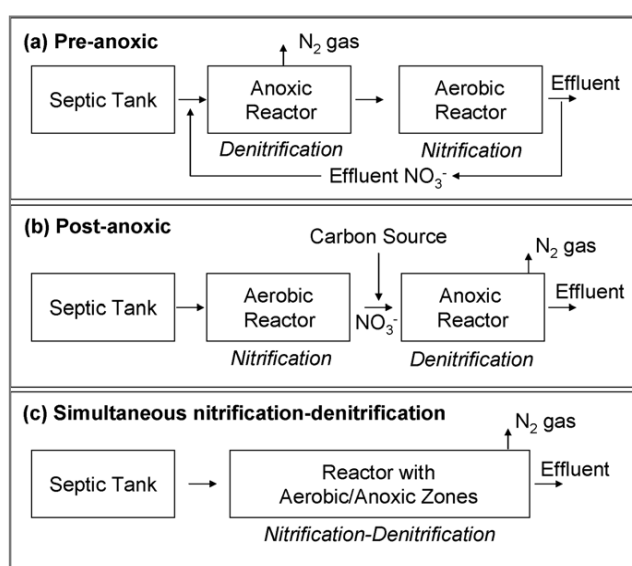 (a) Pre-anoxic
N₂ gas
Septic Tank
Anoxic
Reactor
Aerobic
Reactor
Effluent
Denitrification
Nitrification
Effluent NO₃⁻
(b) Post-anoxic
Carbon Source
N₂ gas
Septic Tank
Aerobic
Reactor
NO₃⁻
Anoxic
Reactor
Effluent
Nitrification
Denitrification
(c) Simultaneous nitrification-denitrification
N₂ gas
Septic Tank
Reactor with
Aerobic/Anoxic Zones
Effluent
Nitrification-Denitrification